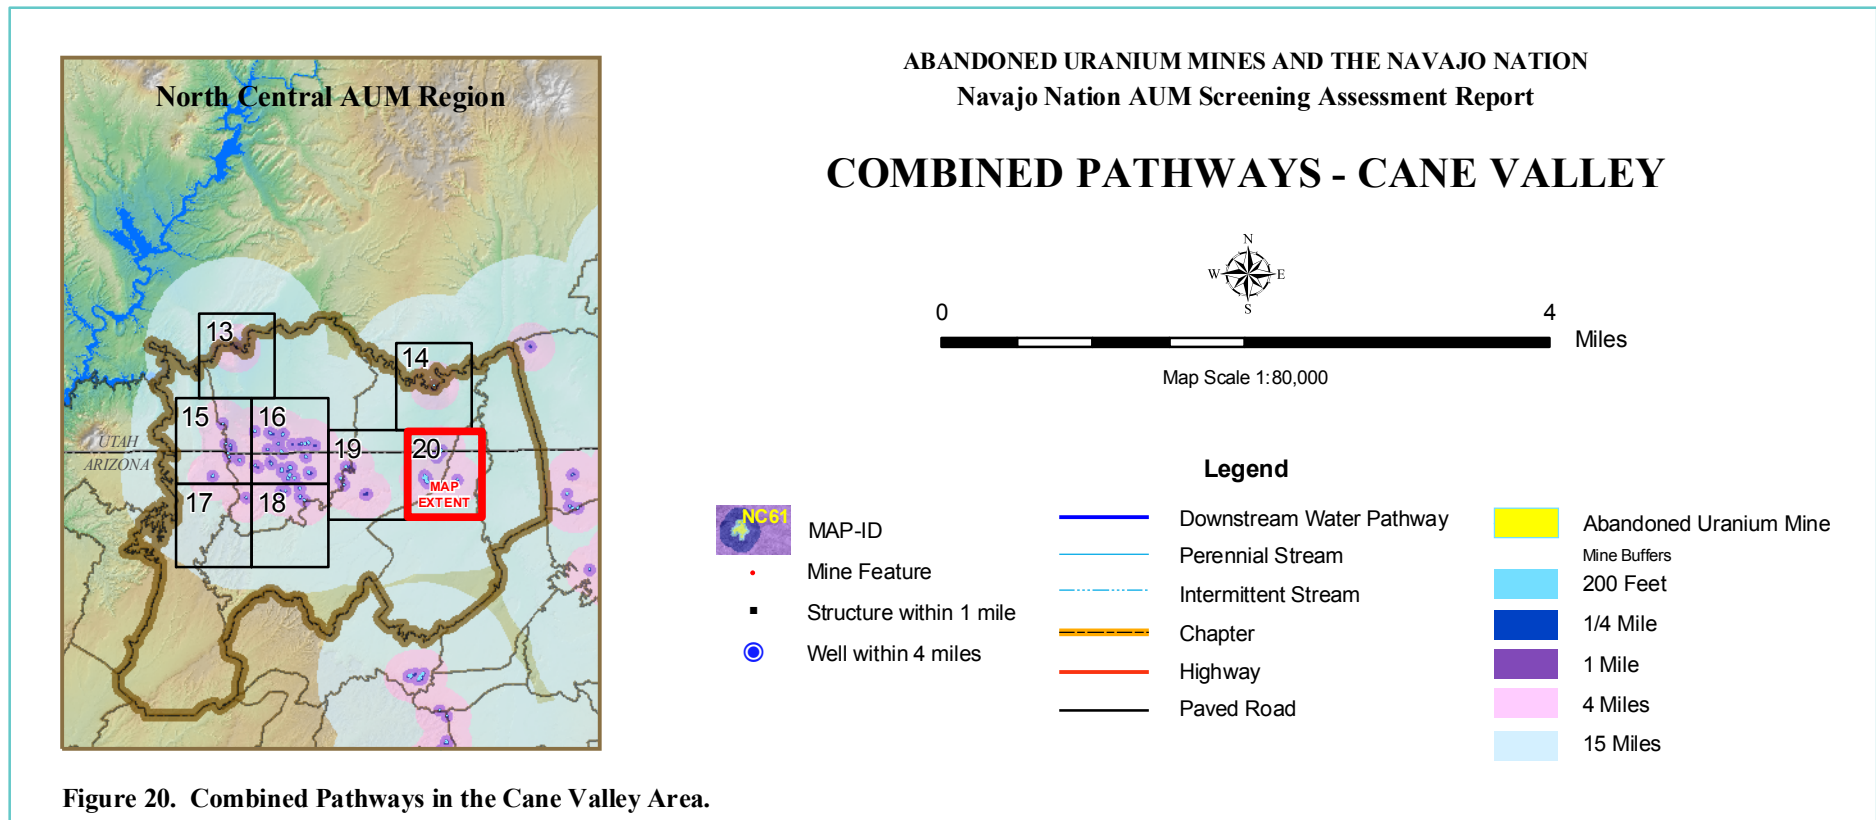 North Central AUM Region
13
14
15
16
19
20
UTAH
ARIZONA
MAP
EXTENT
17
18
ABANDONED URANIUM MINES AND THE NAVAJO NATION
Navajo Nation AUM Screening Assessment Report
COMBINED PATHWAYS - CANE VALLEY
N
W
E
S
0
4
Miles
Map Scale 1:80,000
Legend
NC61
MAP-ID
Mine Feature
Structure within 1 mile
Well within 4 miles
Downstream Water Pathway
Perennial Stream
Intermittent Stream
Chapter
Highway
Paved Road
Abandoned Uranium Mine
Mine Buffers
200 Feet
1/4 Mile
1 Mile
4 Miles
15 Miles
Figure 20. Combined Pathways in the Cane Valley Area.